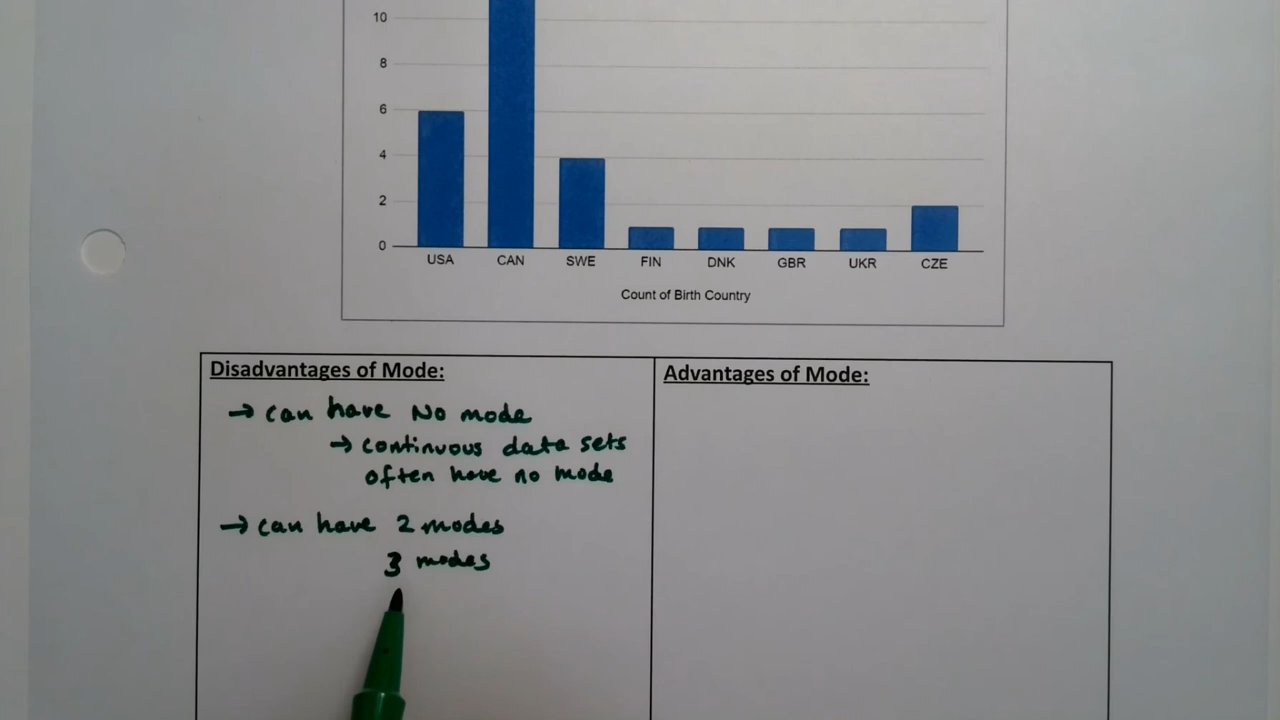 10
8
6
4
2
0
USA CAN SWE FIN DNK GBR UKR CZE
Count of Birth Country
Disadvantages of Mode:
→ can have No mode
→ continuous data sets
often have no mode
→ can have 2 modes
3 modes
Advantages of Mode: